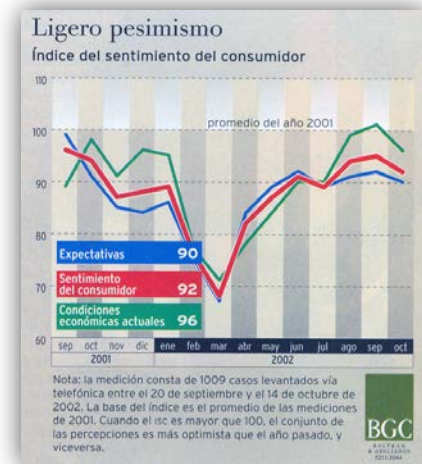 Ligero pesimismo
Índice del sentimiento del consumidor
110
promedio del año 2001
100
90
80
70
60
Expectativas 90
Sentimiento
del consumidor 92
Condiciones
económicas actuales 96
sep oct nov dic ene feb mar abr may jun jul ago sep oct
2001 2002
Nota: la medición consta de 1009 casos levantados vía
telefónica entre el 20 de septiembre y el 14 de octubre de
2002. La base del índice es el promedio de las mediciones
de 2001. Cuando el ISC es mayor que 100, el conjunto de
las percepciones es más optimista que el año pasado, y
viceversa.
BGC
BELTRAN
& ASOCIADOS